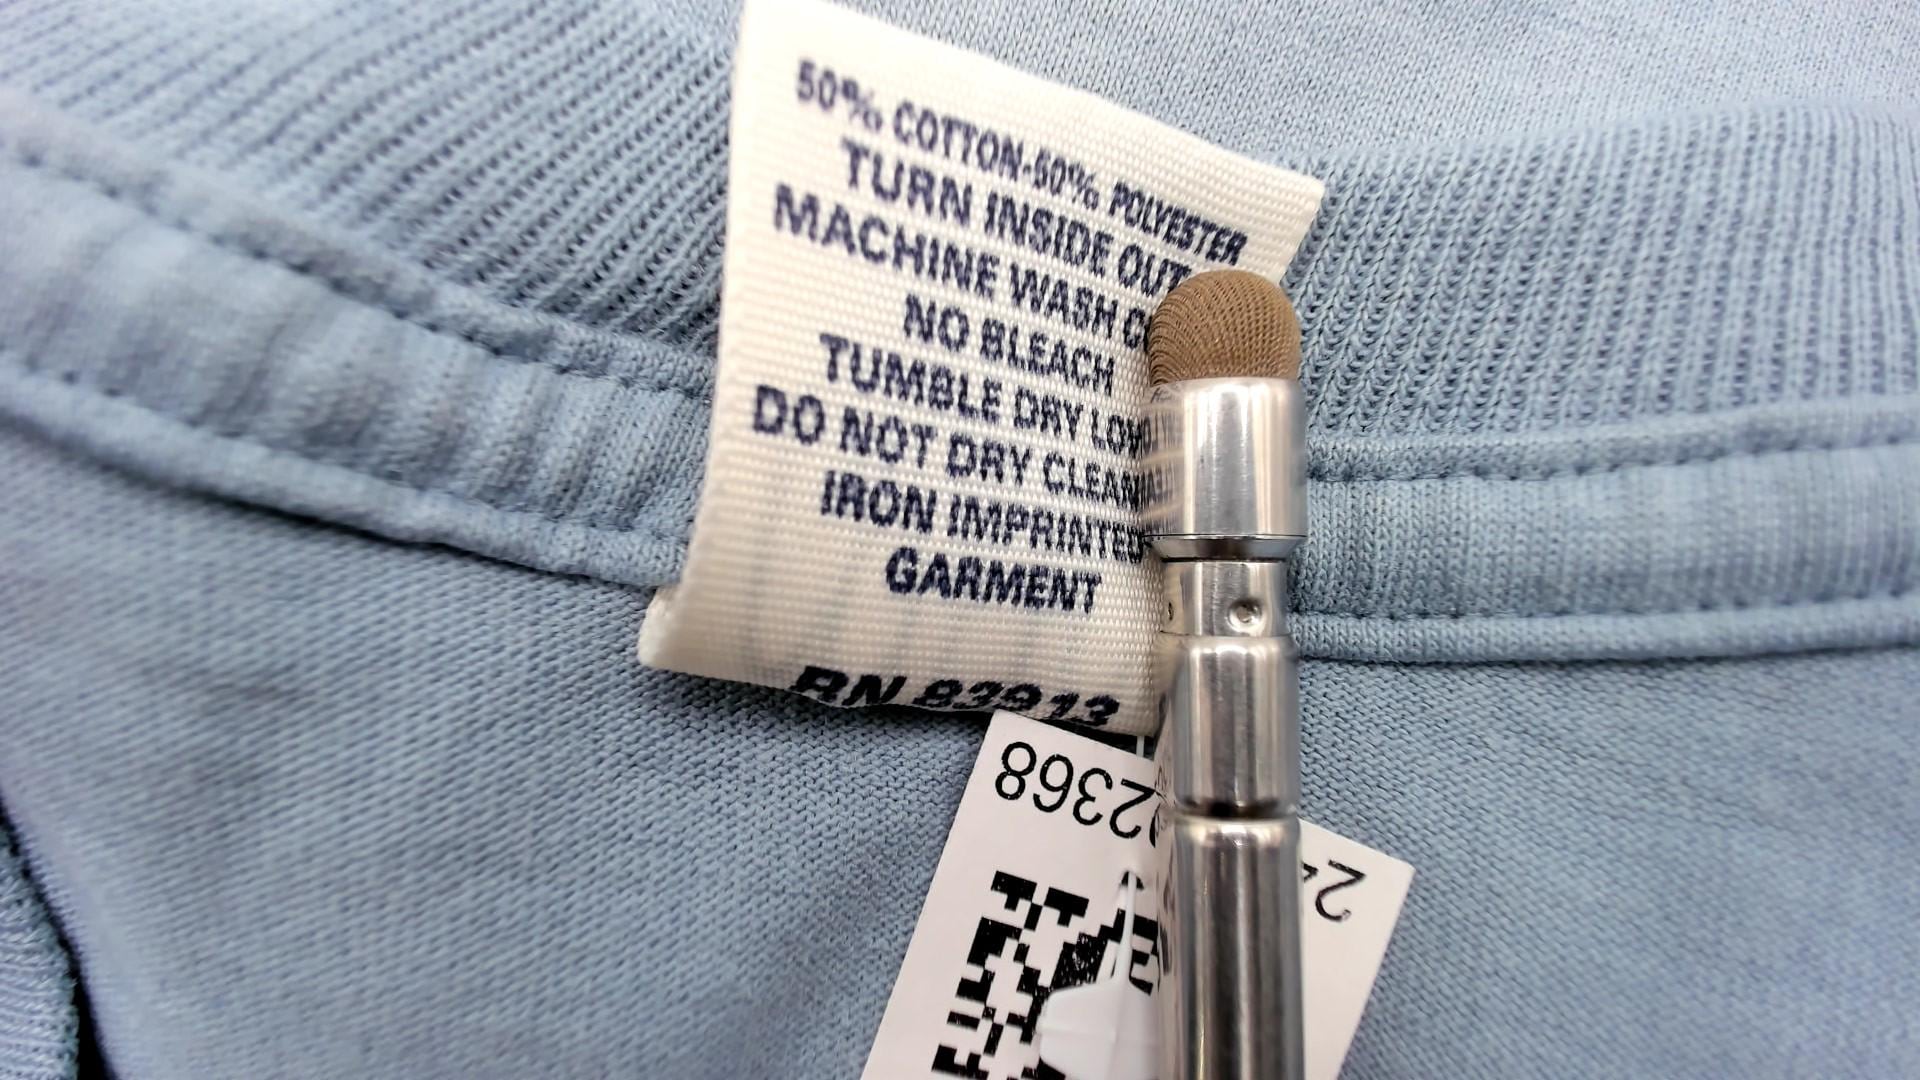 50% COTTON-50% POLYESTER
TURN INSIDE OUT
MACHINE WASH
NO BLEACH
TUMBLE DRY LOW
DO NOT DRY CLEAN
IRON IMPRINTED
GARMENT
RN 83913
2368